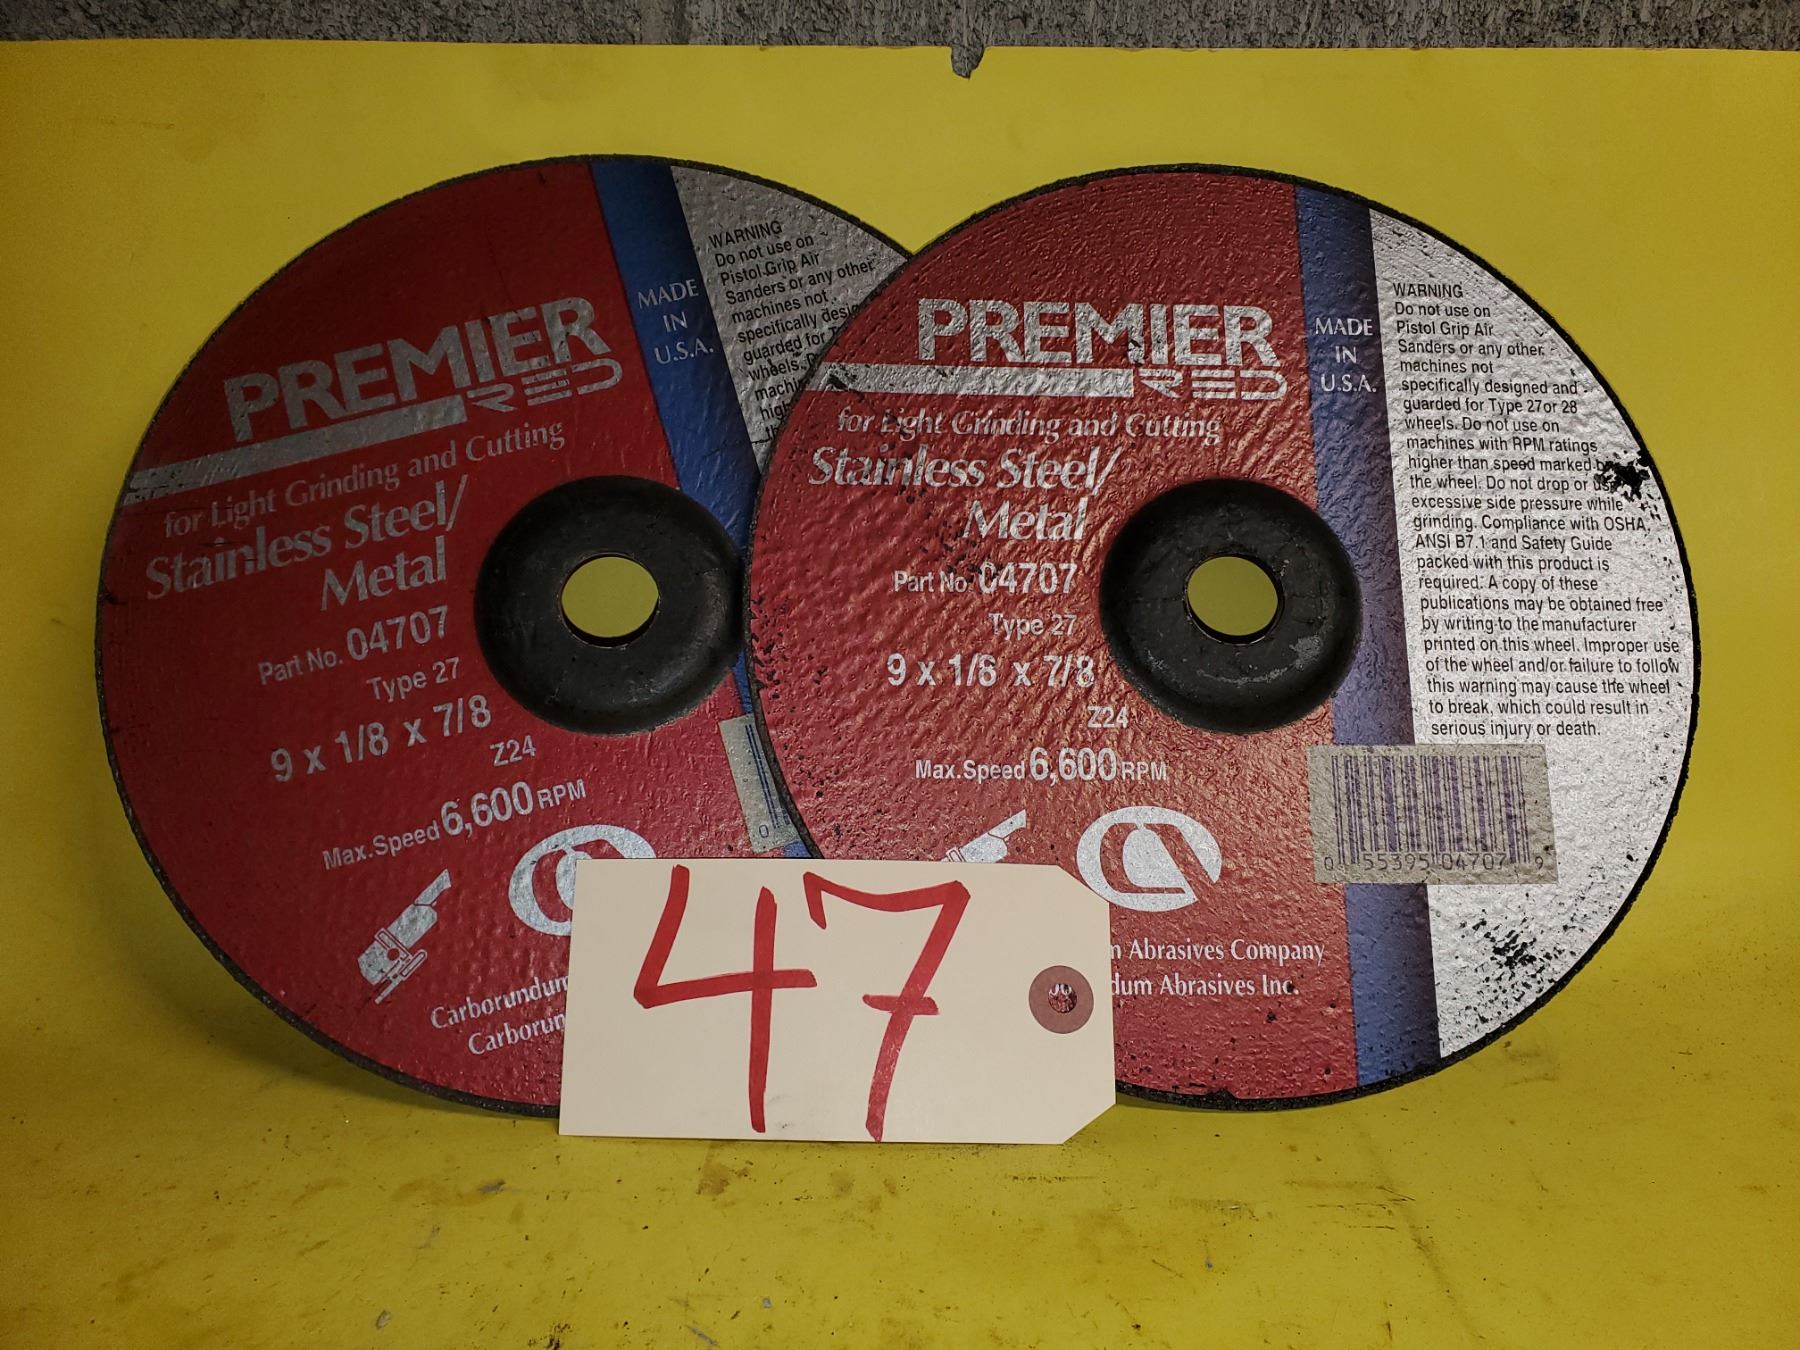 PREMIER
RED
for Light Grinding and Cutting
Stainless Steel/
Metal
Part No. 04707
Type 27
9 x 1/8 x 7/8
Z24
Max.Speed 6,600 RPM
Carborundum
MADE
IN
U.S.A.
WARNING
Do not use on
Pistol Grip Air
Sanders or any other
machines not
specifically
guarded for
wheels.
PREMIER
RED
for Light Grinding and Cutting
Stainless Steel/
Metal
Part No. 04707
Type 27
9 x 1/8 x 7/8
Z24
Max.Speed 6,600 RPM
Abrasives Company
Abrasives Inc.
MADE
IN
U.S.A.
WARNING
Do not use on
Pistol Grip Air
Sanders or any other
machines not
specifically designed and
guarded for Type 27or 28
wheels. Do not use on
machines with RPM ratings
higher than speed marked
the wheel. Do not drop or use
excessive side pressure while
grinding. Compliance with OSHA,
ANSI B7.1 and Safety Guide
packed with this product is
required. A copy of these
publications may be obtained free
by writing to the manufacturer
printed on this wheel. Improper use
of the wheel and/or failure to follow
this warning may cause the wheel
to break, which could result in
serious injury or death.
0 55395 04707 9
47